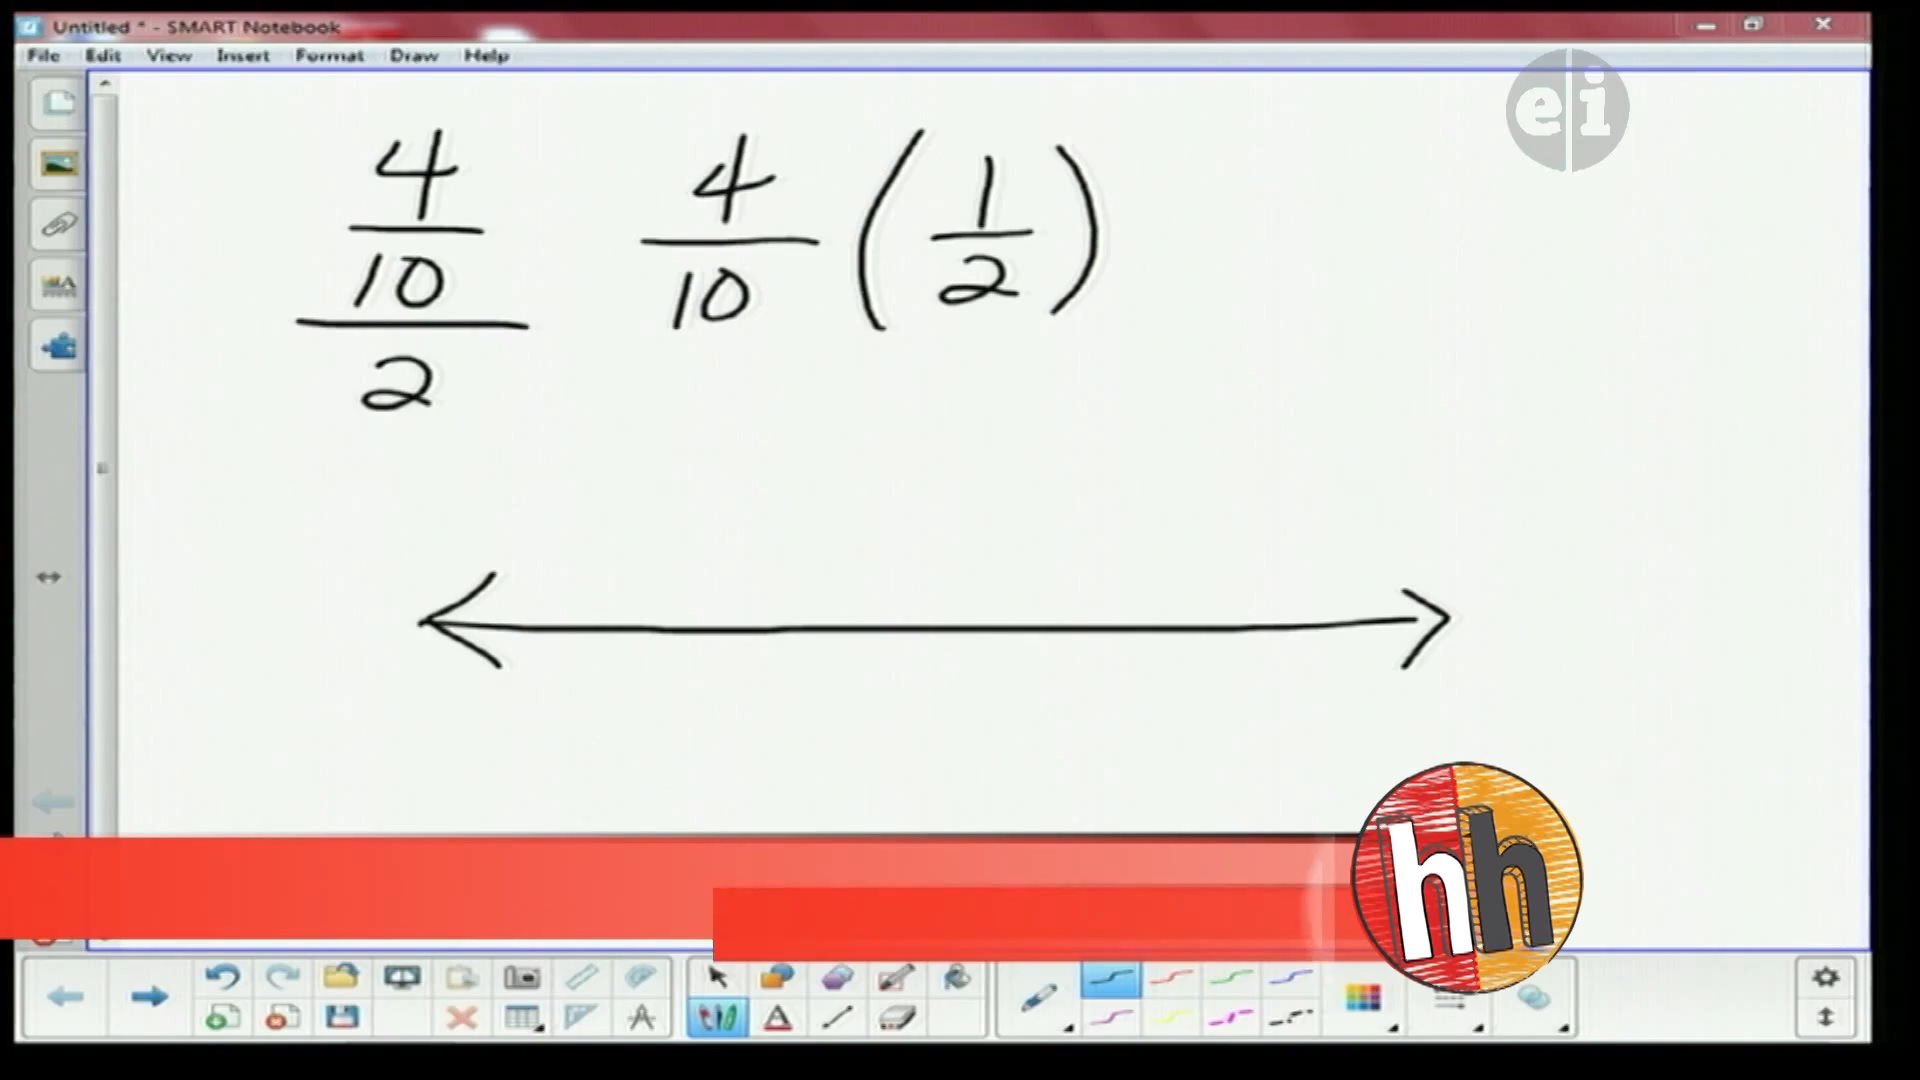 Untitled * - SMART Notebook
File Edit View Insert Format Draw Help
ei
4/10/2 4/10 (1/2)
hh